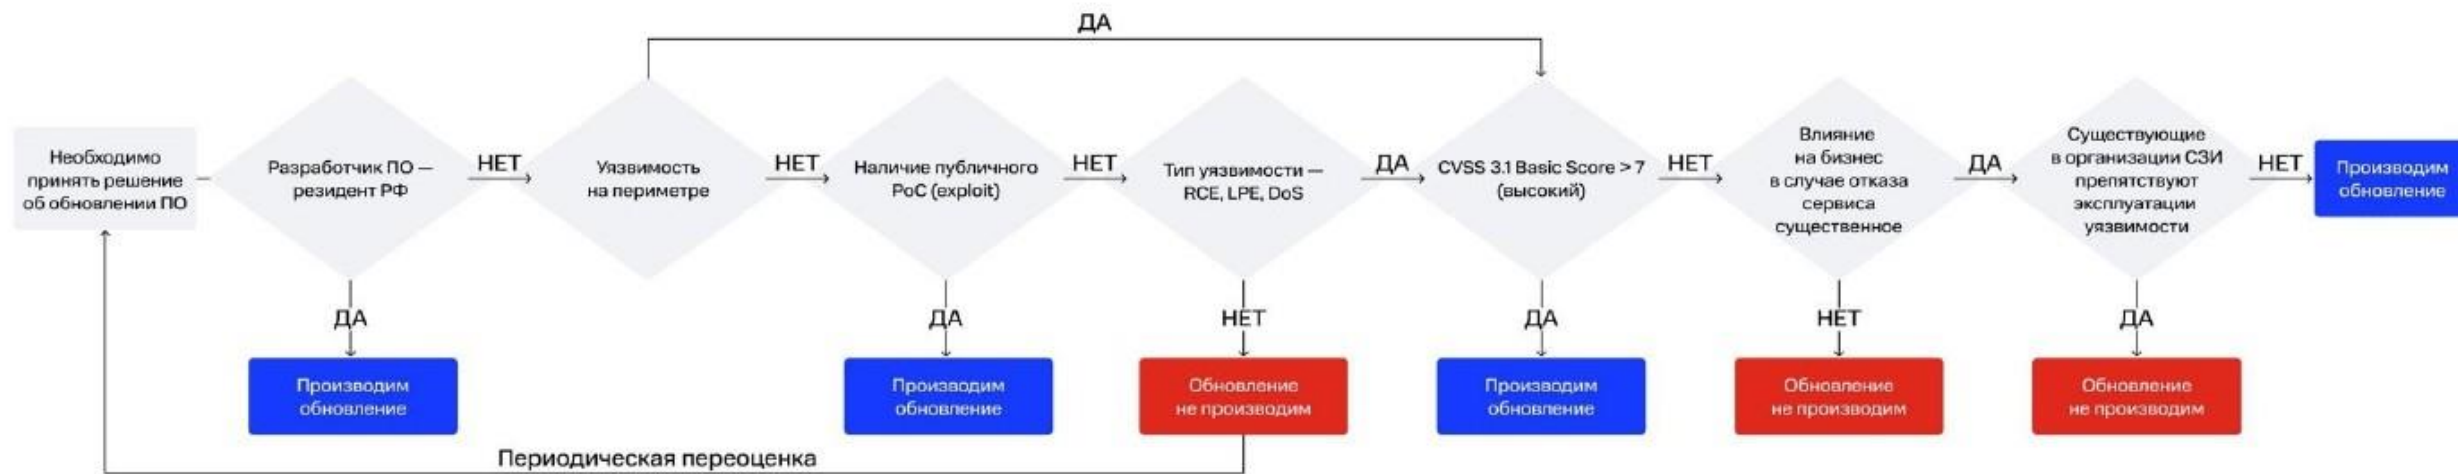 ДА
Необходимо
принять решение
об обновлении ПО
Разработчик ПО —
резидент РФ
НЕТ
Уязвимость
на периметре
НЕТ
Наличие публичного
PoC (exploit)
НЕТ
Тип уязвимости —
RCE, LPE, DoS
ДА
CVSS 3.1 Basic Score > 7
(высокий)
НЕТ
Влияние
на бизнес
в случае отказа
сервиса
существенное
ДА
Существующие
в организации СЗИ
препятствуют
эксплуатации
уязвимости
НЕТ
Производим
обновление
ДА
ДА
НЕТ
ДА
НЕТ
ДА
Производим
обновление
Производим
обновление
Обновление
не производим
Производим
обновление
Обновление
не производим
Обновление
не производим
Периодическая переоценка